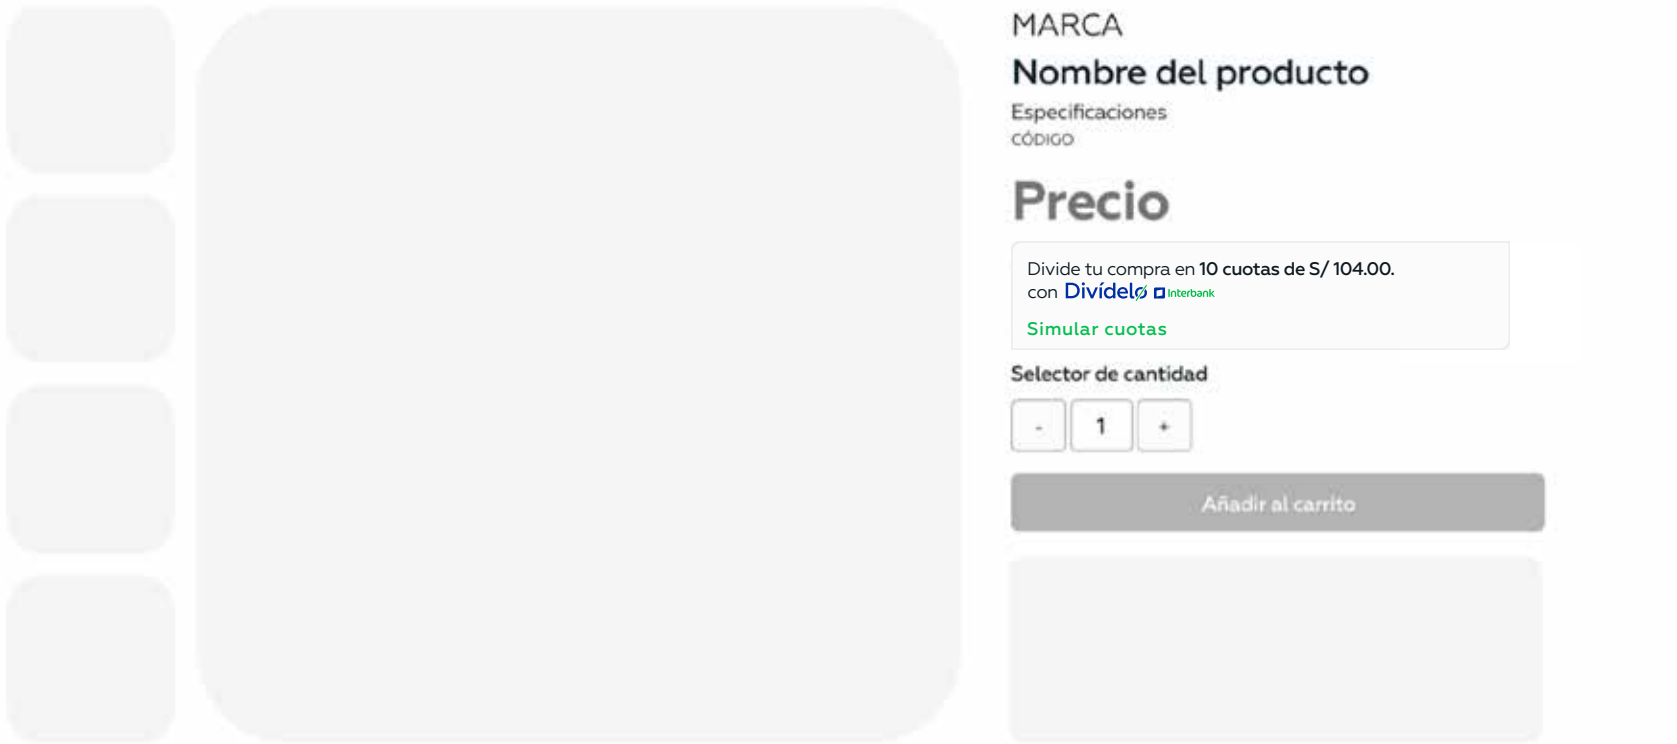 MARCA
Nombre del producto
Especificaciones
CÓDIGO
Precio
Divide tu compra en 10 cuotas de S/ 104.00.
con Divídelo Interbank
Simular cuotas
Selector de cantidad
- 1 +
Añadir al carrito